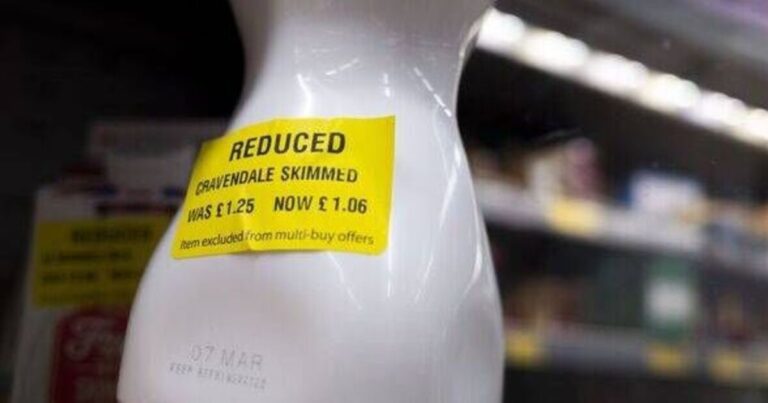 REDUCED
CRAVENDALE SKIMMED
WAS £1.25 NOW £1.06
Item excluded from multi-buy offers
07 MAR
KEEP REFRIGERATED
REDUCED